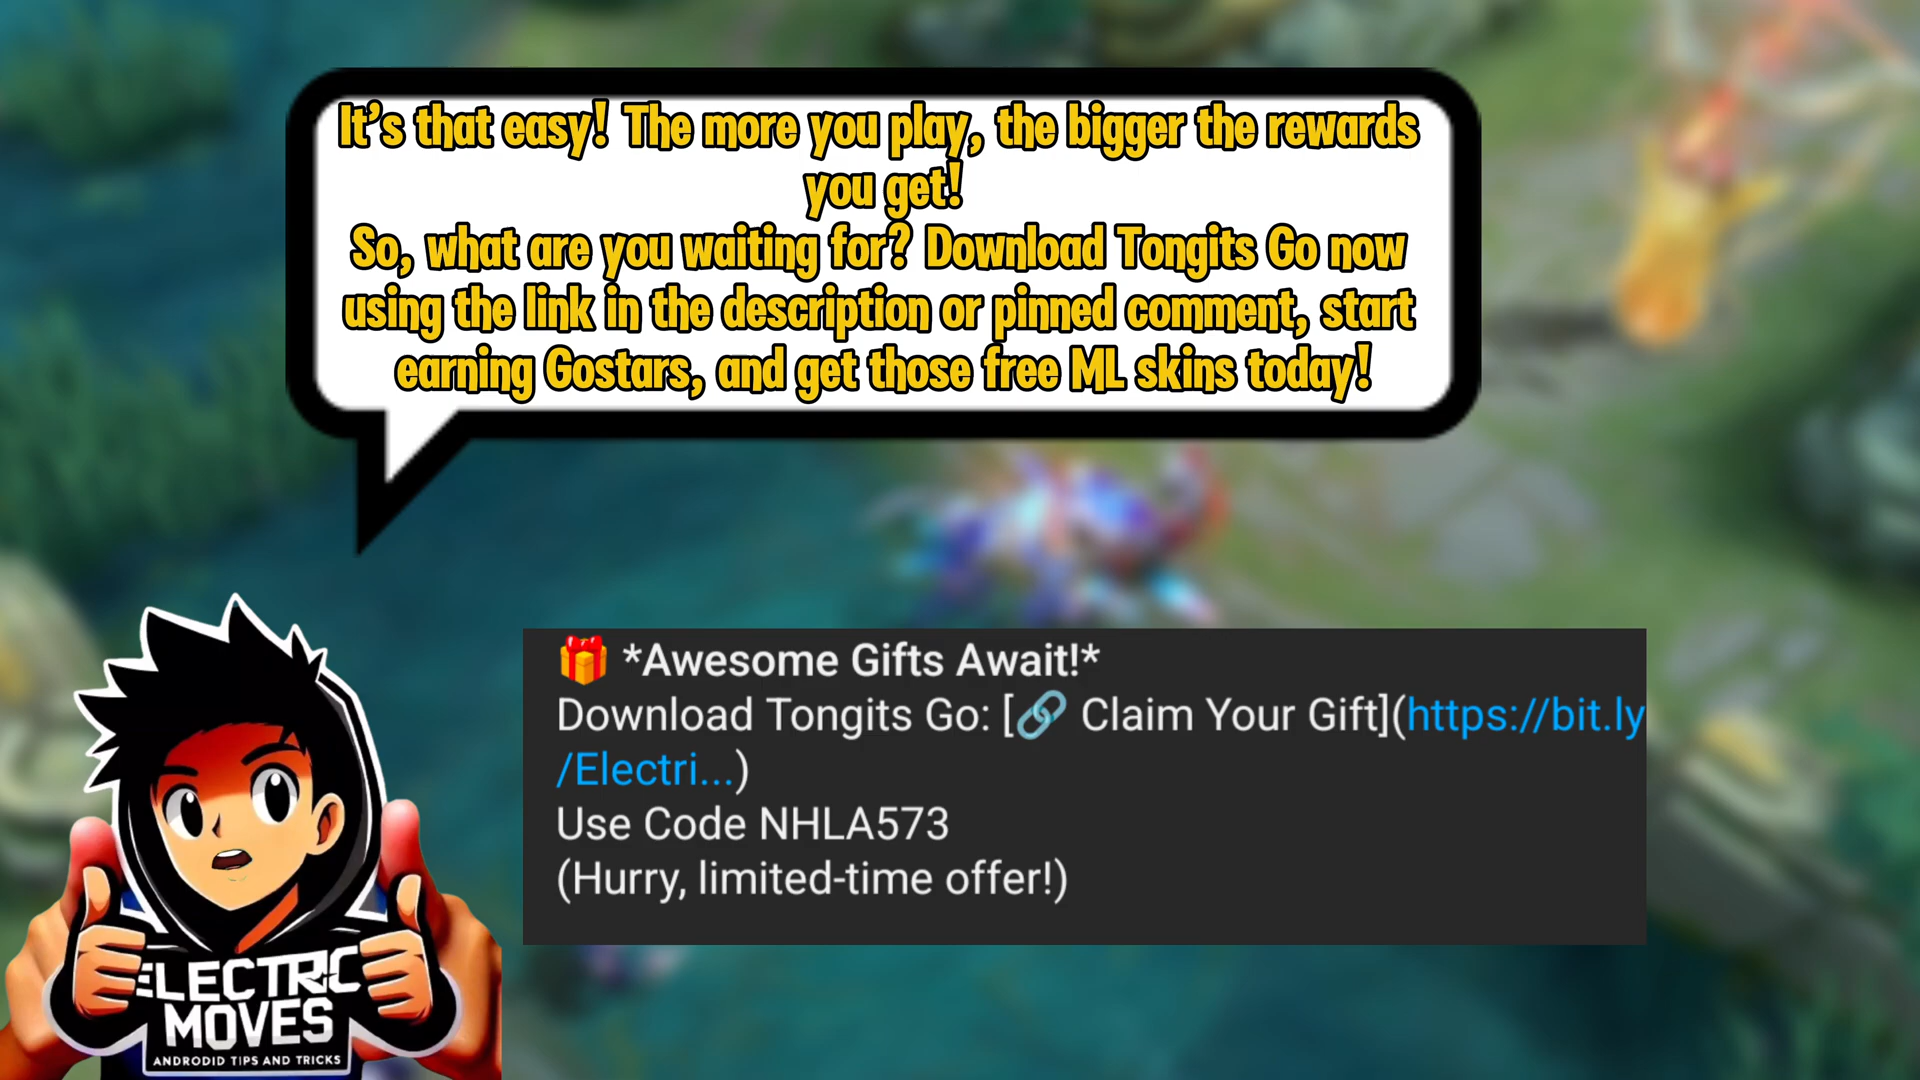 It's that easy! The more you play, the bigger the rewards
you get!
So, what are you waiting for? Download Tongits Go now
using the link in the description or pinned comment, start
earning Gostars, and get those free ML skins today!
🎁 *Awesome Gifts Await!*
Download Tongits Go: [🔗 Claim Your Gift](https://bit.ly
/Electri...)
Use Code NHLA573
(Hurry, limited-time offer!)
ELECTRIC
MOVES
ANDRODID TIPS AND TRICKS